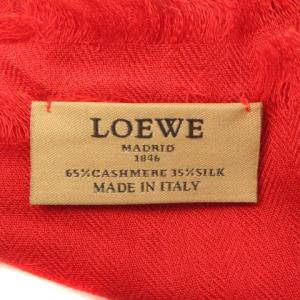 LOEWE
MADRID
1846
65%CASHMERE 35%SILK
MADE IN ITALY